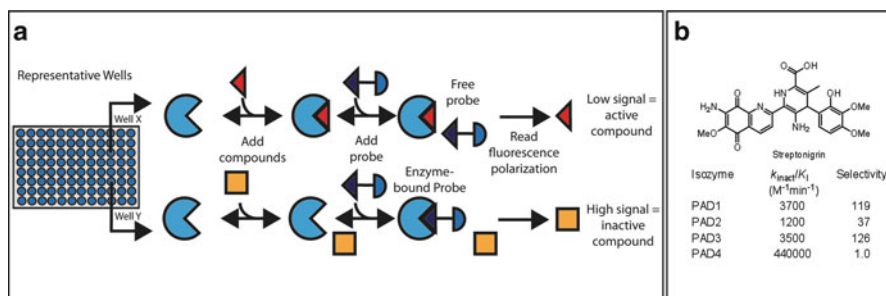 a
Representative Wells
Well X
Well Y
Add
compounds
Add
probe
Free
probe
Enzyme-
bound Probe
Read
fluorescence
polarization
Low signal =
active
compound
High signal =
inactive
compound
b
OH
O
HN
O
OH
H2N
N
OMe
MeO
NH2
OMe
O
Streptonigrin
Isozyme kinact/KI Selectivity
(M-1min-1)
PAD1 3700 119
PAD2 1200 37
PAD3 3500 126
PAD4 440000 1.0